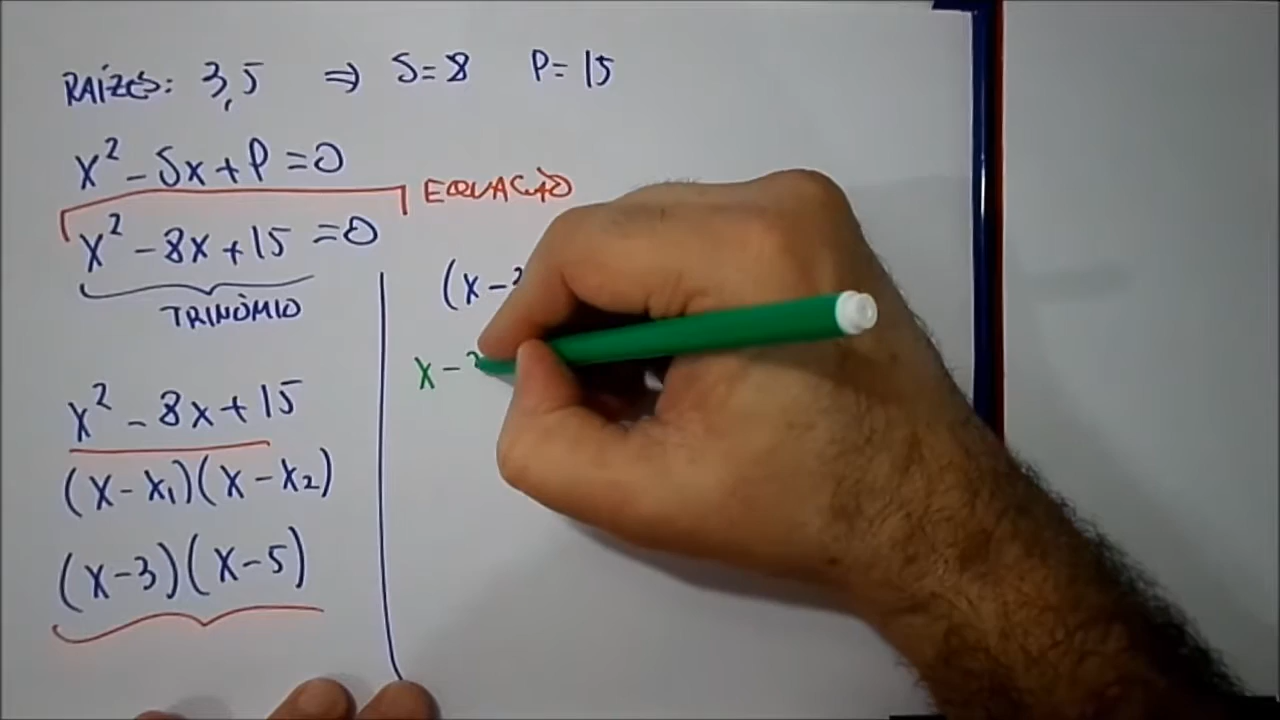 RAÍZES: 3,5 ⇒ S=8 P=15
x² - Sx + P = 0
EQUAÇÃO
x² - 8x + 15 = 0
TRINÔMIO
(x -
x -
x² - 8x + 15
(x - x₁)(x - x₂)
(x - 3)(x - 5)